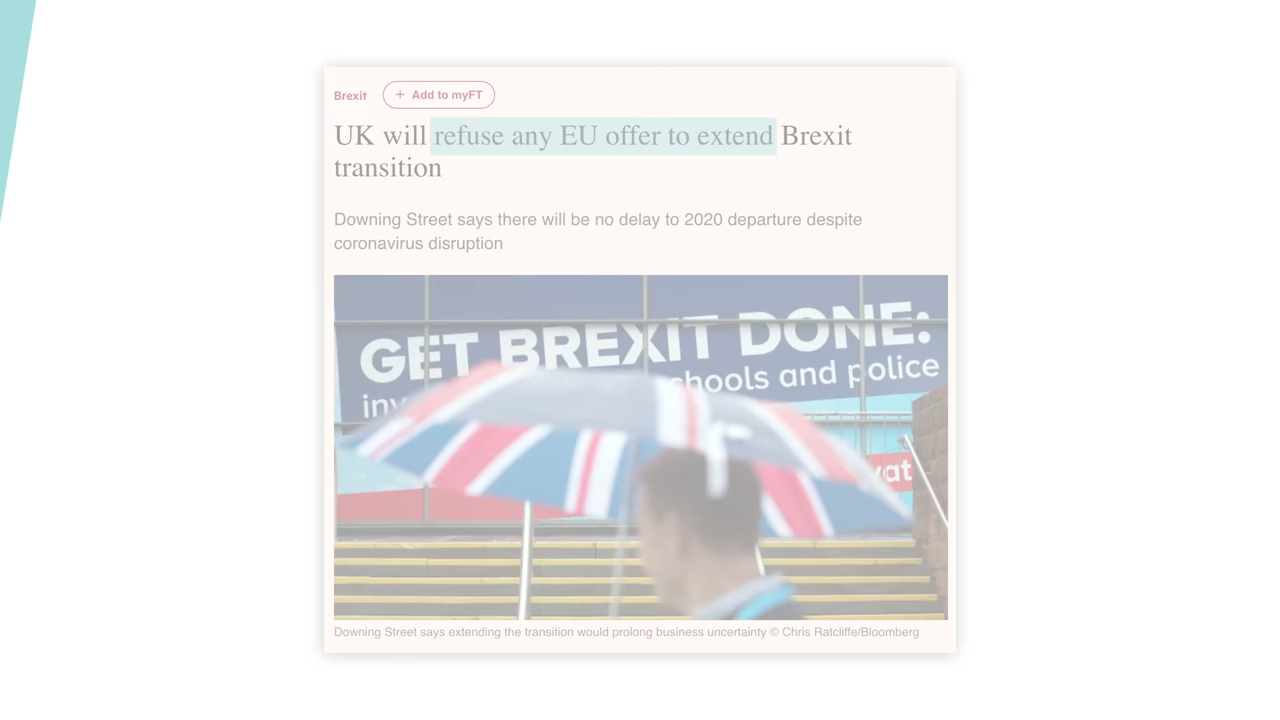 Brexit
+ Add to myFT
UK will refuse any EU offer to extend Brexit
transition
Downing Street says there will be no delay to 2020 departure despite
coronavirus disruption
GET BREXIT DONE:
schools and police
Downing Street says extending the transition would prolong business uncertainty © Chris Ratcliffe/Bloomberg